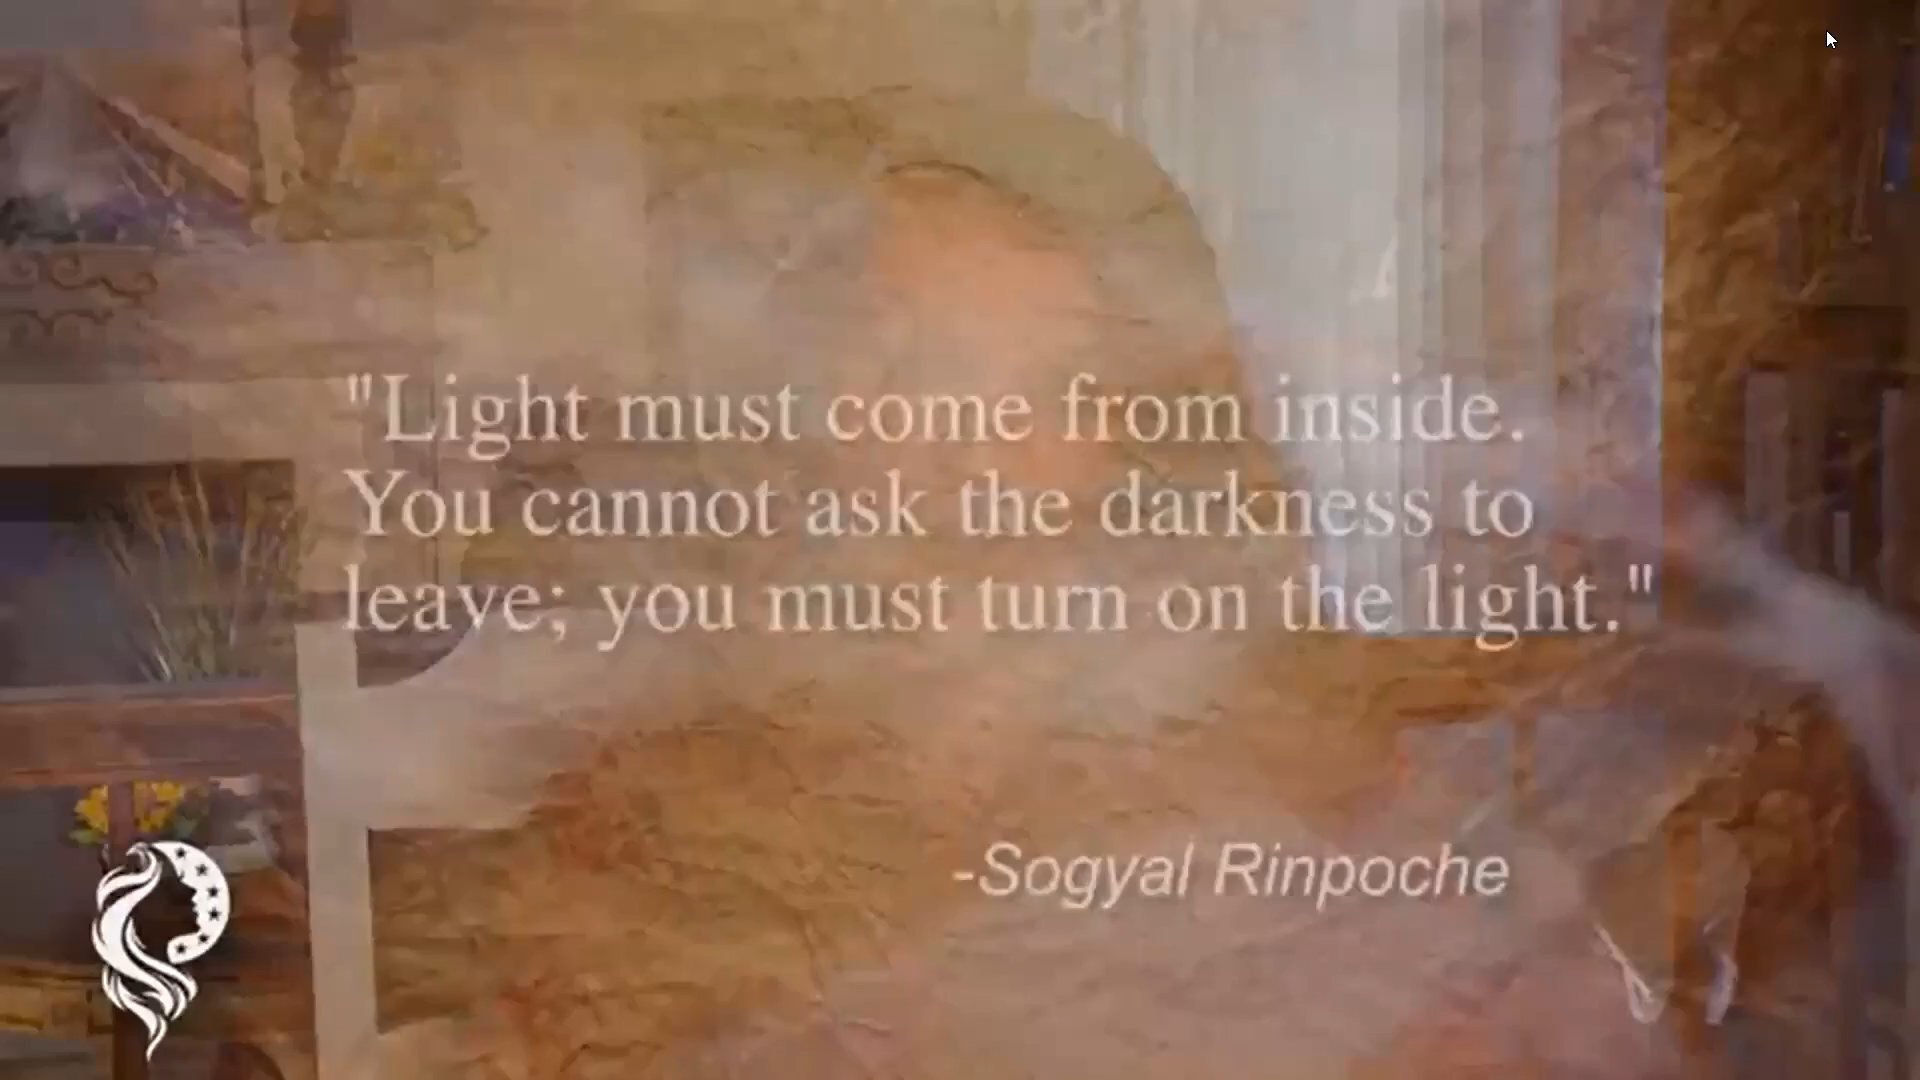 "Light must come from inside.
You cannot ask the darkness to
leave; you must turn on the light."
-Sogyal Rinpoche